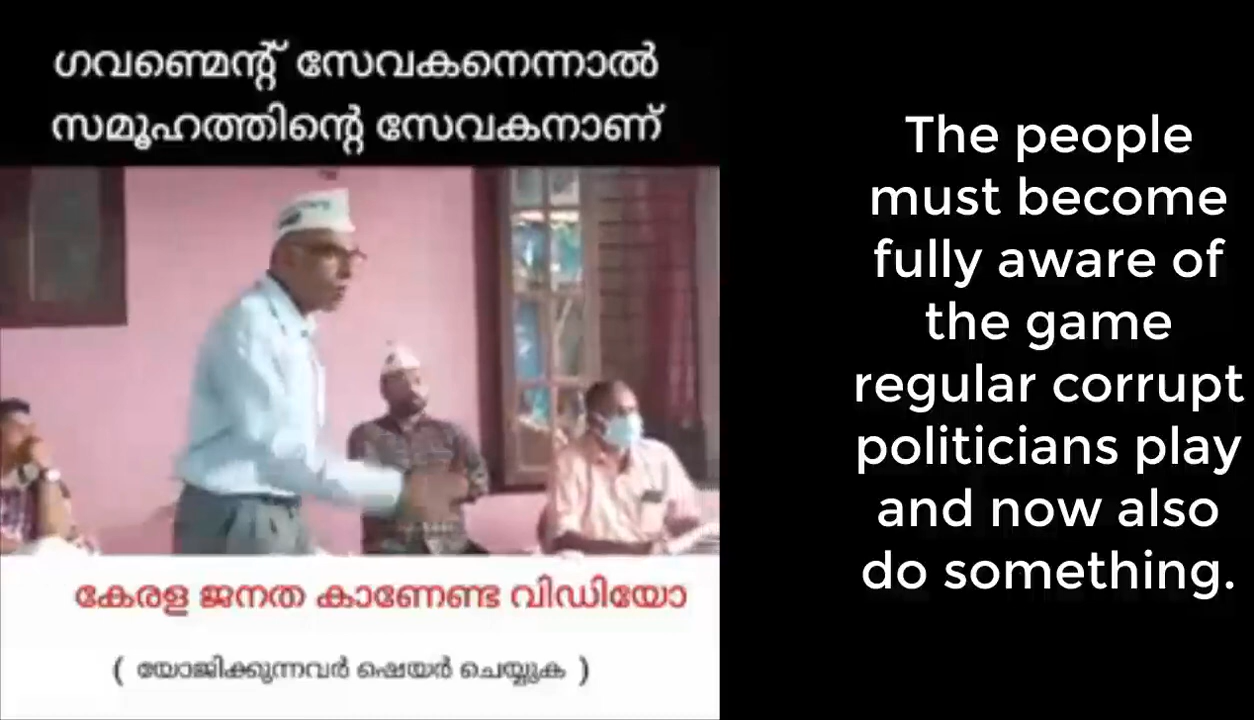 ഗവണ്മെന്റ് സേവകനെന്നാൽ
സമൂഹത്തിന്റെ സേവകനാണ്
The people
must become
fully aware of
the game
regular corrupt
politicians play
and now also
do something.
കേരള ജനത കാണേണ്ട വിഡിയോ
( യോജിക്കുന്നവർ ഷെയർ ചെയ്യുക )